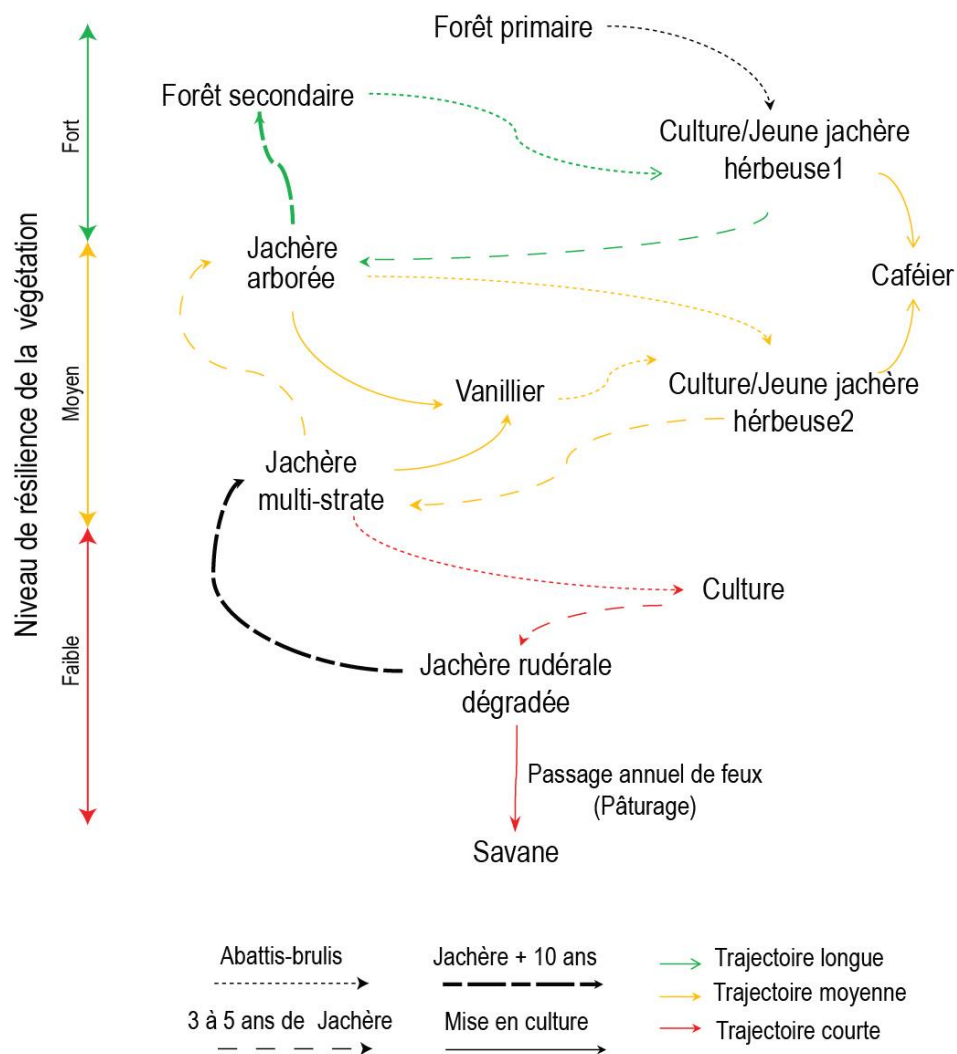 Forêt primaire
Forêt secondaire
Culture/Jeune jachère
hérbeuse1
Jachère
arborée
Caféier
Vanillier
Culture/Jeune jachère
hérbeuse2
Jachère
multi-strate
Culture
Jachère rudérale
dégradée
Passage annuel de feux
(Pâturage)
Savane
Niveau de résilience de la végétation
Fort
Moyen
Faible
Abattis-brulis
Jachère + 10 ans
Trajectoire longue
Trajectoire moyenne
3 à 5 ans de Jachère
Mise en culture
Trajectoire courte